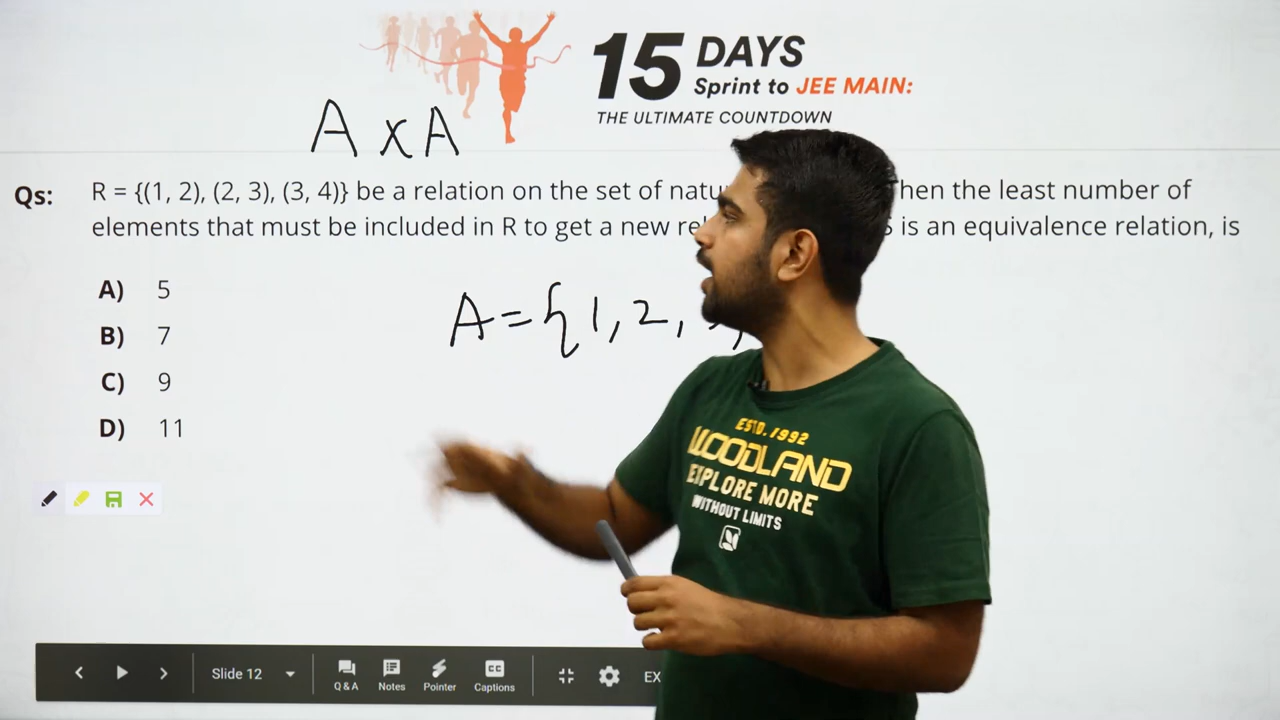 15 DAYS
Sprint to JEE MAIN:
THE ULTIMATE COUNTDOWN
A x A
Qs: R = {(1, 2), (2, 3), (3, 4)} be a relation on the set of hen the least number of
elements that must be included in R to get a new is an equivalence relation, is
A) 5
B) 7
C) 9
D) 11
A = { 1, 2,
ESTD. 1992
WOODLAND
EXPLORE MORE
WITHOUT LIMITS
Slide 12
Q & A
Notes
Pointer
Captions
EX